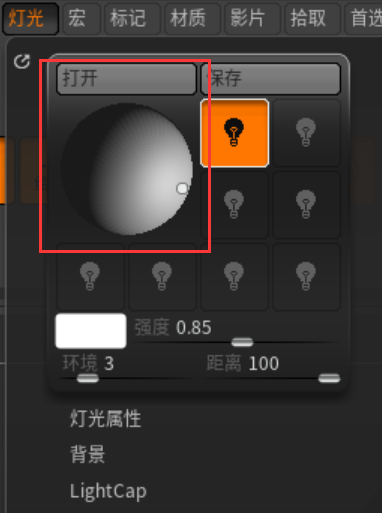 灯光 宏 标记 材质 影片 拾取 首选
打开 保存
强度 0.85
环境 3 距离 100
灯光属性
背景
LightCap